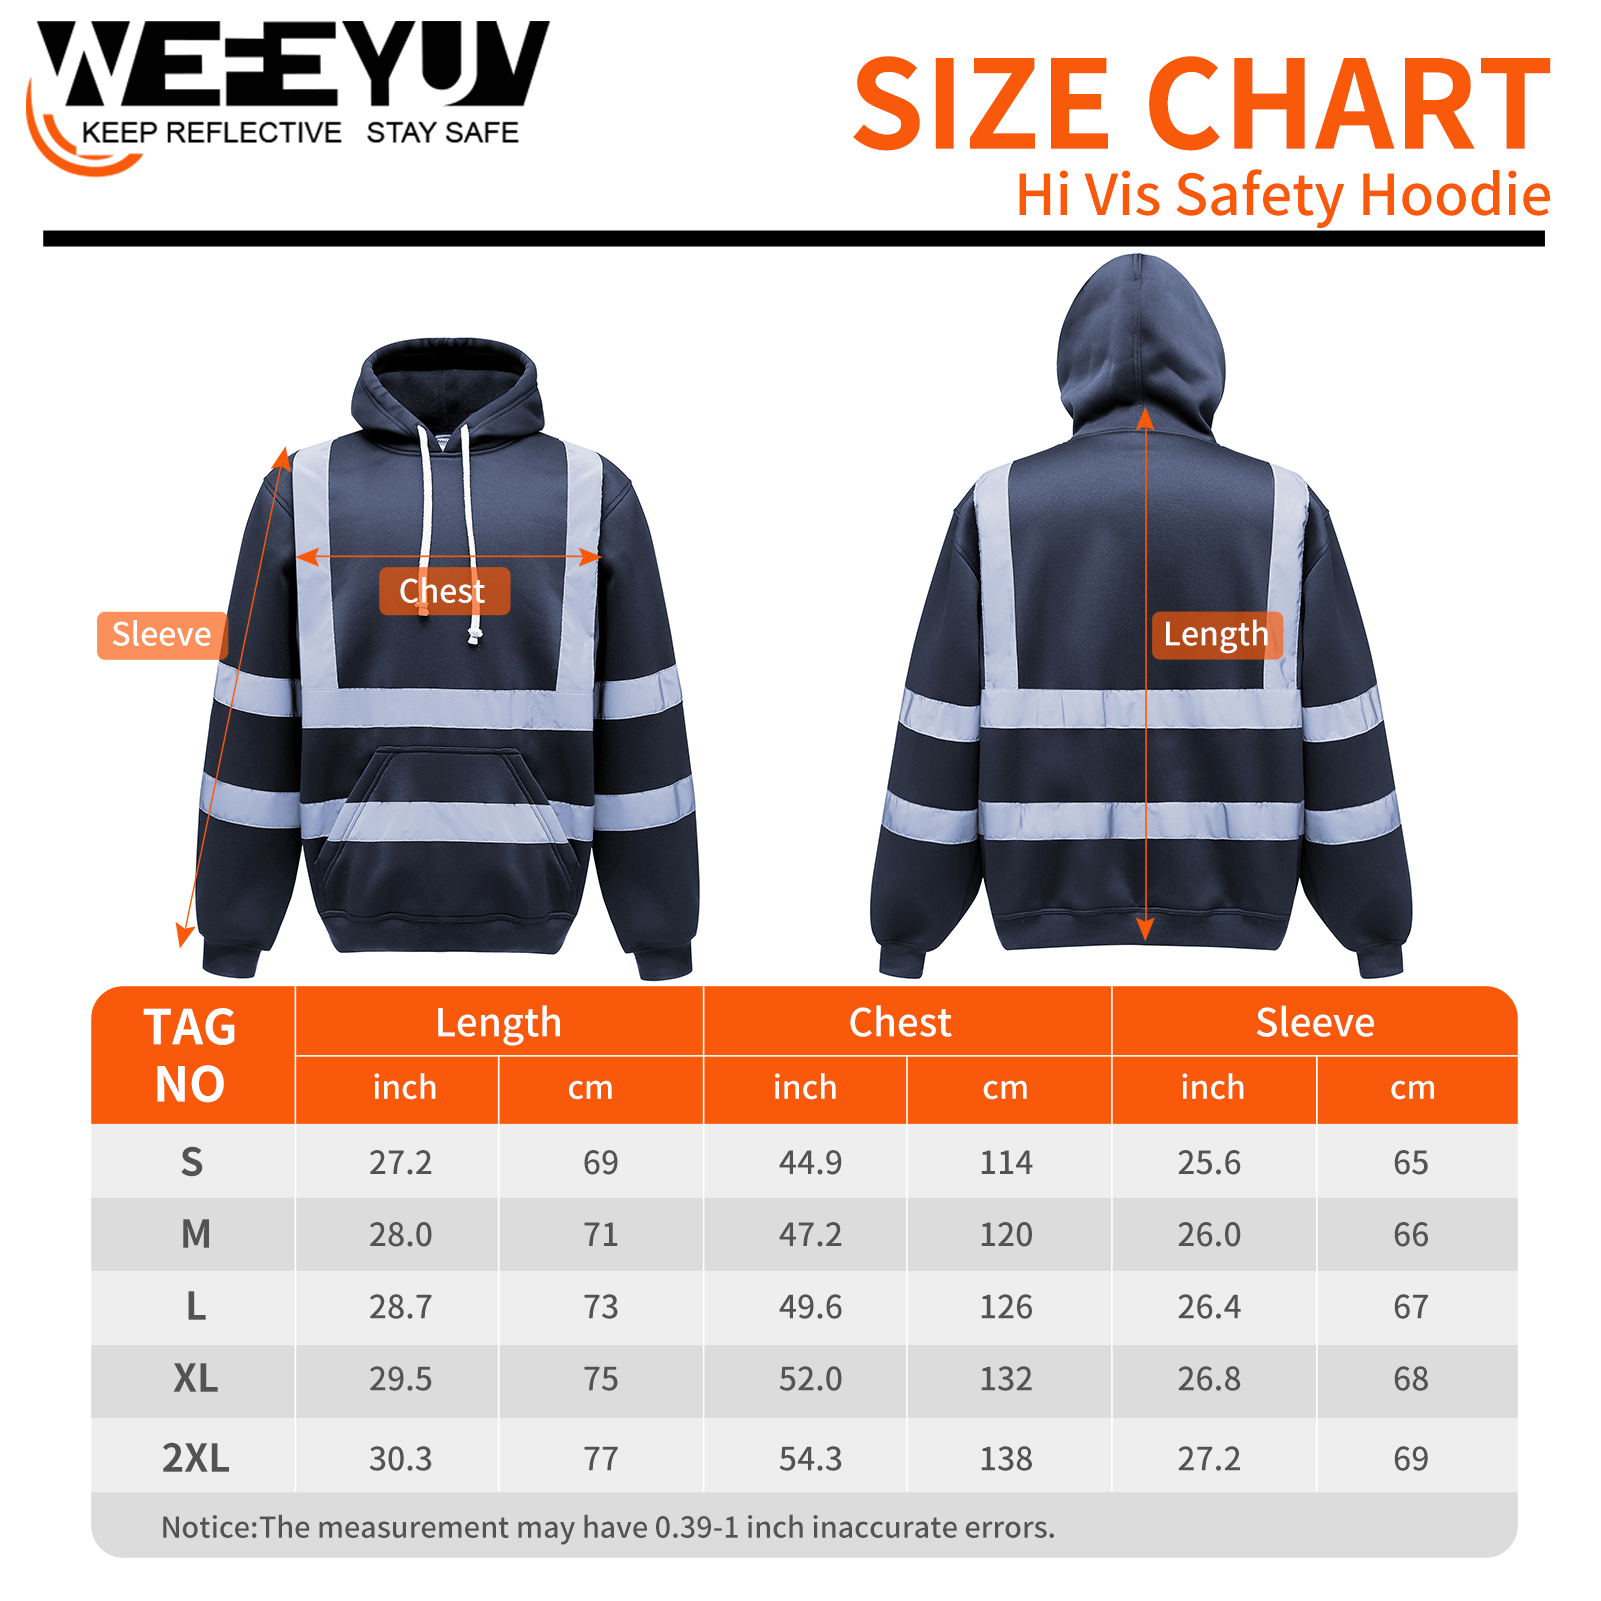 WEFEYUV
KEEP REFLECTIVE STAY SAFE
SIZE CHART
Hi Vis Safety Hoodie
Sleeve
Chest
Length
TAG NO
Length Chest Sleeve
inch cm inch cm inch cm
S 27.2 69 44.9 114 25.6 65
M 28.0 71 47.2 120 26.0 66
L 28.7 73 49.6 126 26.4 67
XL 29.5 75 52.0 132 26.8 68
2XL 30.3 77 54.3 138 27.2 69
Notice:The measurement may have 0.39-1 inch inaccurate errors.